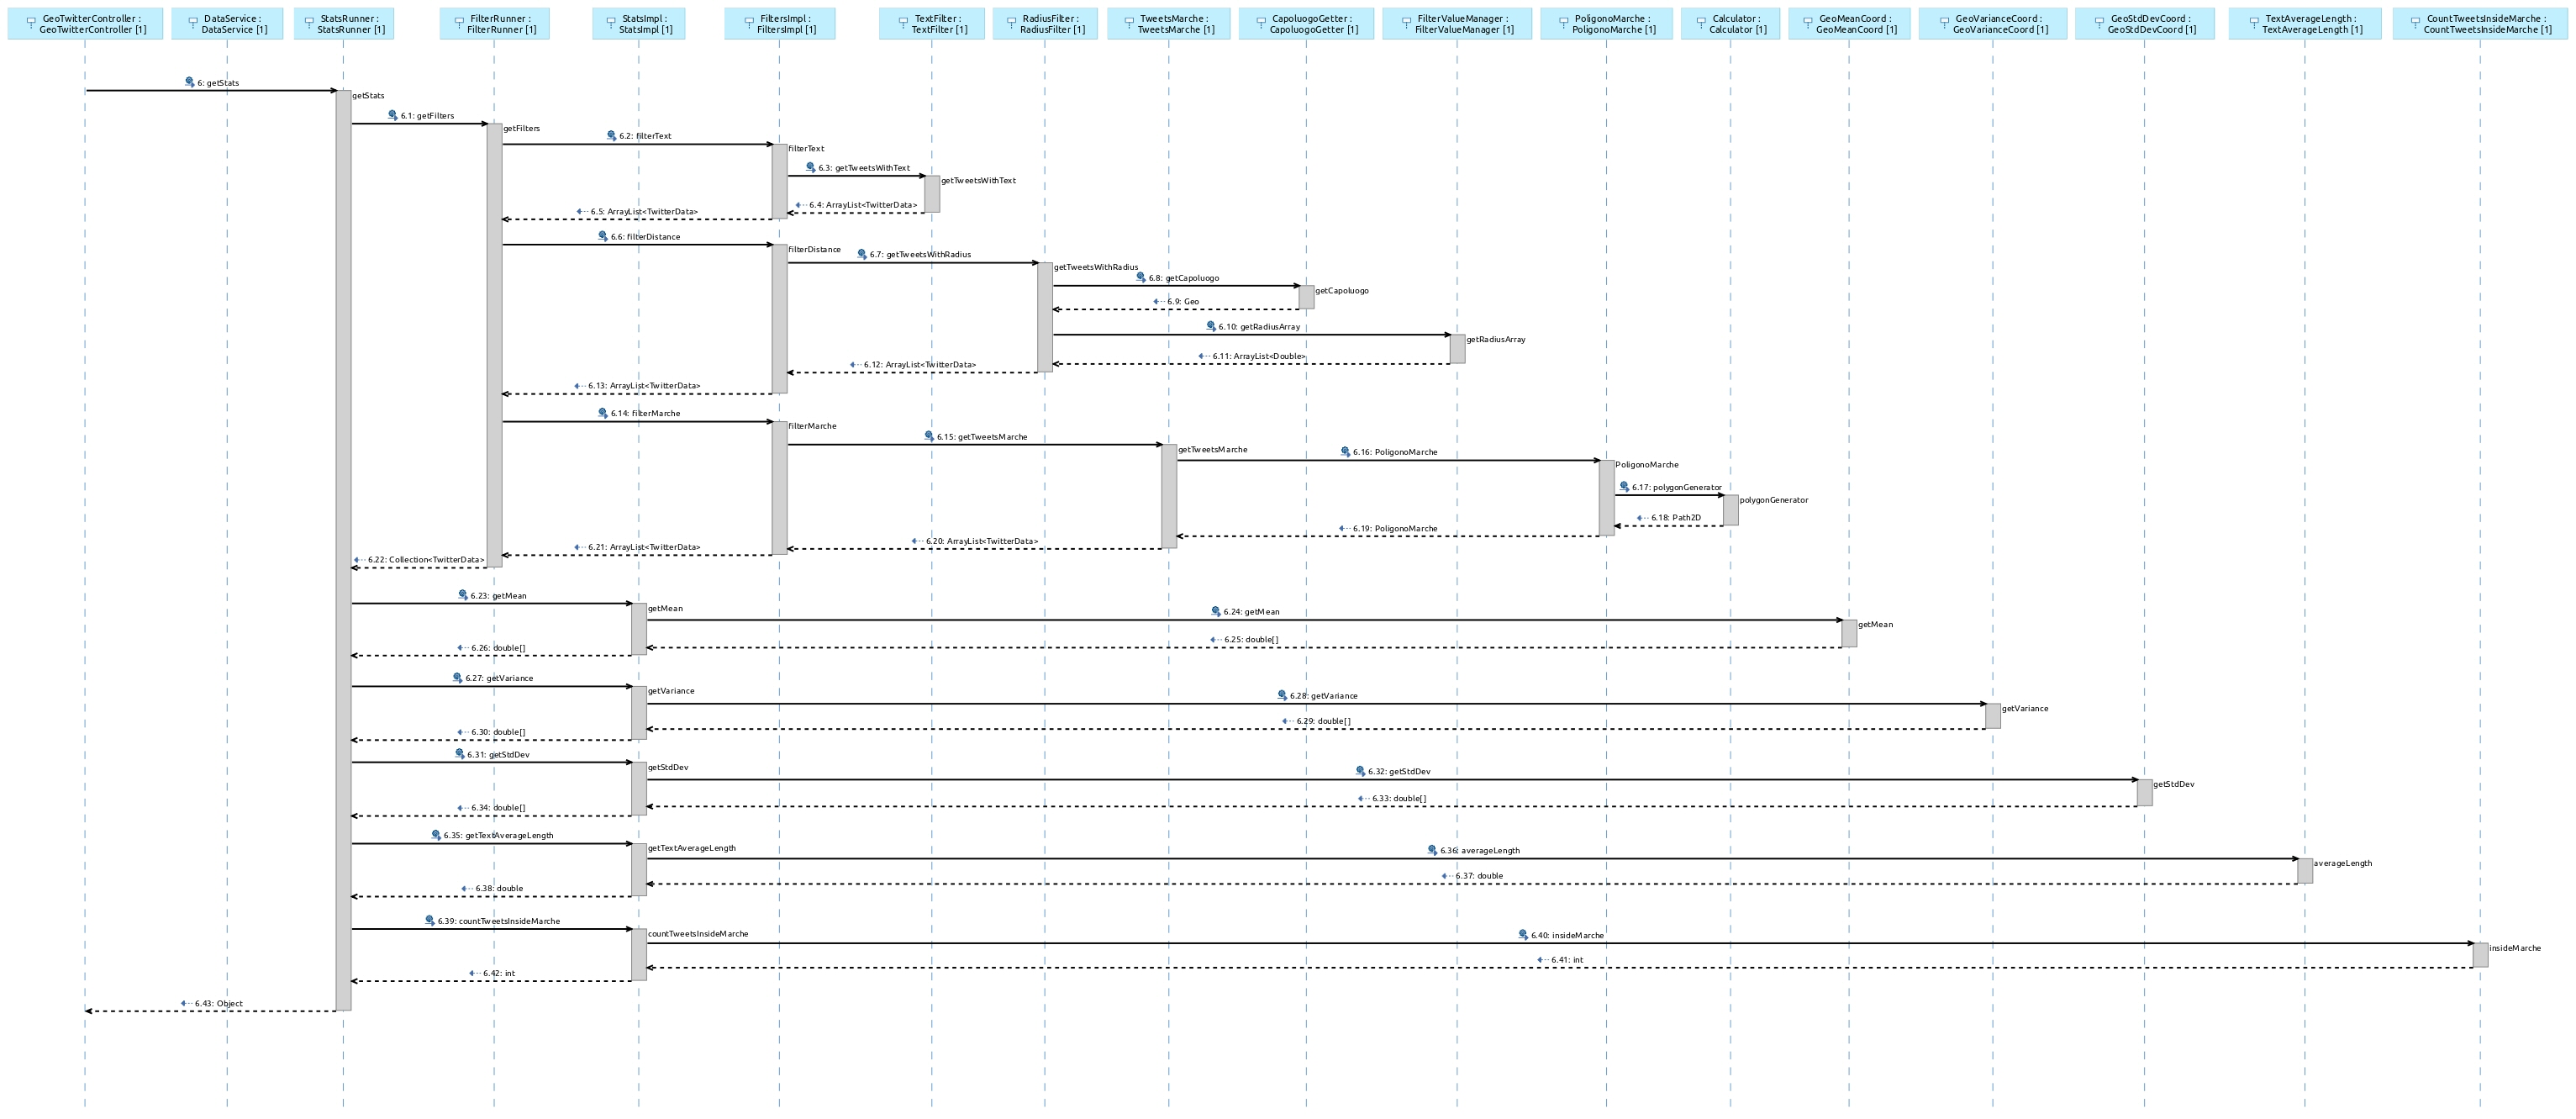 GeoTwitterController :
GeoTwitterController [1]
DataService :
DataService [1]
StatsRunner :
StatsRunner [1]
FilterRunner :
FilterRunner [1]
StatsImpl :
StatsImpl [1]
FiltersImpl :
FiltersImpl [1]
TextFilter :
TextFilter [1]
RadiusFilter :
RadiusFilter [1]
TweetsMarche :
TweetsMarche [1]
CapoluogoGetter :
CapoluogoGetter [1]
FilterValueManager :
FilterValueManager [1]
PoligonoMarche :
PoligonoMarche [1]
Calculator :
Calculator [1]
GeoMeanCoord :
GeoMeanCoord [1]
GeoVarianceCoord :
GeoVarianceCoord [1]
GeoStdDevCoord :
GeoStdDevCoord [1]
TextAverageLength :
TextAverageLength [1]
CountTweetsInsideMarche :
CountTweetsInsideMarche [1]
6: getStats
getStats
6.1: getFilters
getFilters
6.2: filterText
filterText
6.3: getTweetsWithText
getTweetsWithText
6.4: ArrayList<TwitterData>
6.5: ArrayList<TwitterData>
6.6: filterDistance
filterDistance
6.7: getTweetsWithRadius
getTweetsWithRadius
6.8: getCapoluogo
getCapoluogo
6.9: Geo
6.10: getRadiusArray
getRadiusArray
6.11: ArrayList<Double>
6.12: ArrayList<TwitterData>
6.13: ArrayList<TwitterData>
6.14: filterMarche
filterMarche
6.15: getTweetsMarche
getTweetsMarche
6.16: PoligonoMarche
PoligonoMarche
6.17: polygonGenerator
polygonGenerator
6.18: Path2D
6.19: PoligonoMarche
6.20: ArrayList<TwitterData>
6.21: ArrayList<TwitterData>
6.22: Collection<TwitterData>
6.23: getMean
getMean
6.24: getMean
getMean
6.25: double[]
6.26: double[]
6.27: getVariance
getVariance
6.28: getVariance
getVariance
6.29: double[]
6.30: double[]
6.31: getStdDev
getStdDev
6.32: getStdDev
getStdDev
6.33: double[]
6.34: double[]
6.35: getTextAverageLength
getTextAverageLength
6.36: averageLength
averageLength
6.37: double
6.38: double
6.39: countTweetsInsideMarche
countTweetsInsideMarche
6.40: insideMarche
insideMarche
6.41: int
6.42: int
6.43: Object